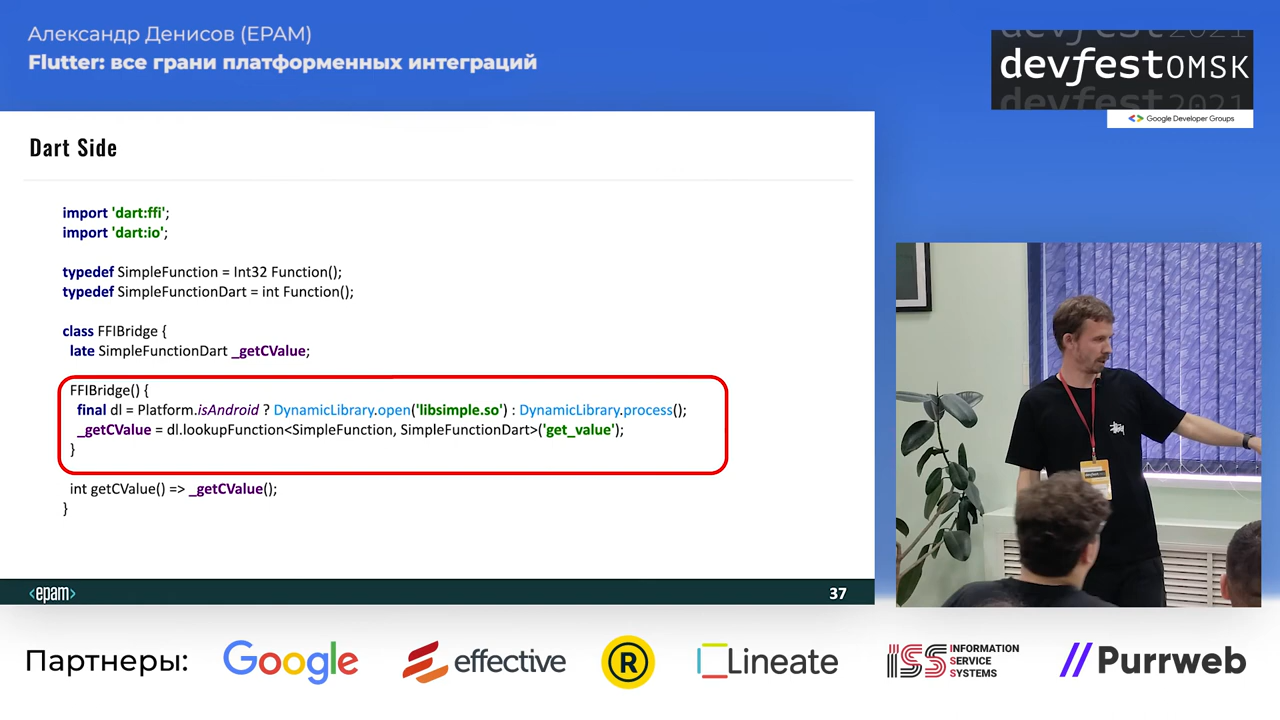 Александр Денисов (EPAM)
Flutter: все грани платформенных интеграций
devfest2021
devfestOMSK
devfest2021
Google Developer Groups
Dart Side
import 'dart:ffi';
import 'dart:io';
typedef SimpleFunction = Int32 Function();
typedef SimpleFunctionDart = int Function();
class FFIBridge {
late SimpleFunctionDart _getCValue;
FFIBridge() {
final dl = Platform.isAndroid ? DynamicLibrary.open('libsimple.so') : DynamicLibrary.process();
_getCValue = dl.lookupFunction<SimpleFunction, SimpleFunctionDart>('get_value');
}
int getCValue() => _getCValue();
}
<epam>
37
Партнеры:
Google
effective
R
Lineate
ISS INFORMATION SERVICE SYSTEMS
Purrweb